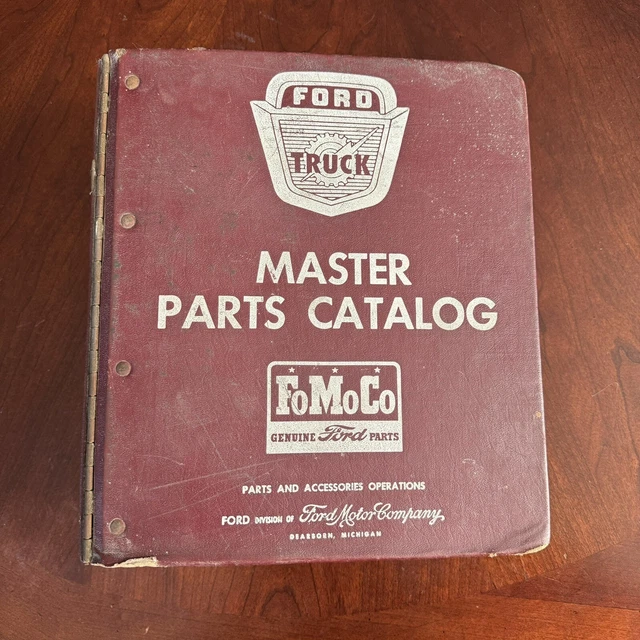 FORD
TRUCK
MASTER
PARTS CATALOG
FoMoCo
GENUINE Ford PARTS
PARTS AND ACCESSORIES OPERATIONS
FORD DIVISION OF Ford Motor Company
DEARBORN, MICHIGAN